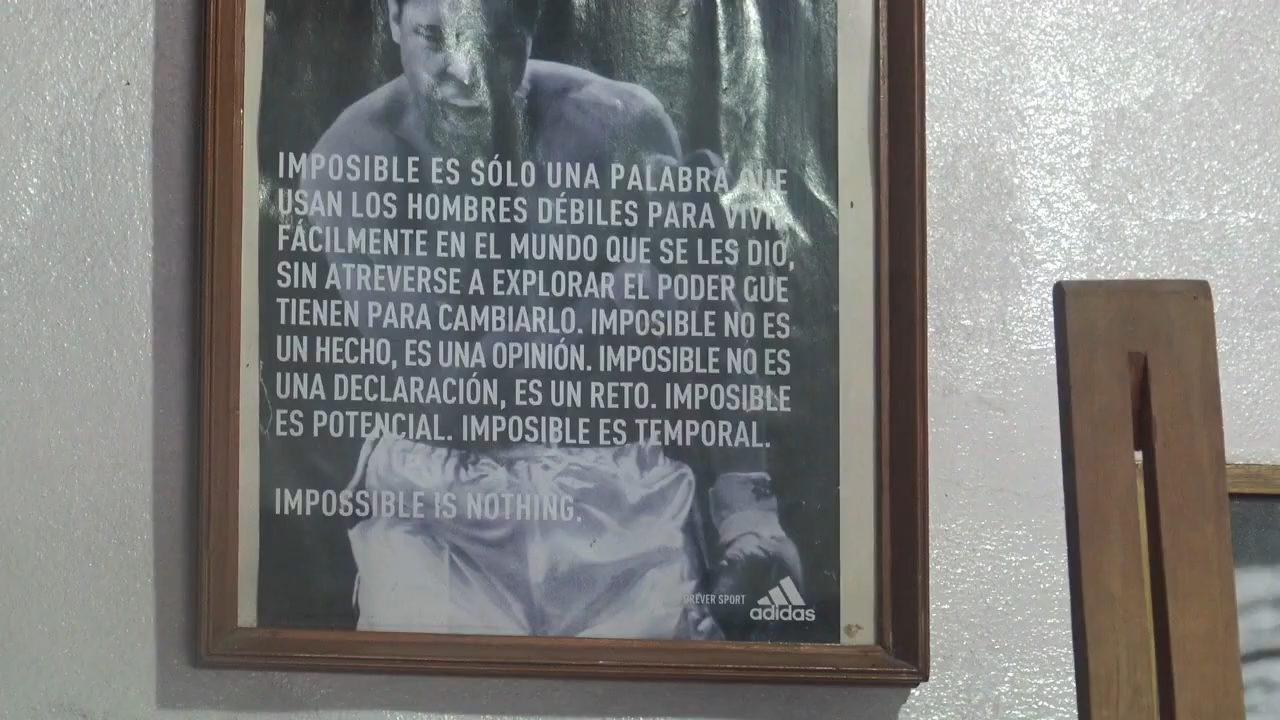 IMPOSIBLE ES SÓLO UNA PALABRA QUE
USAN LOS HOMBRES DÉBILES PARA VIVIR
FÁCILMENTE EN EL MUNDO QUE SE LES DIO,
SIN ATREVERSE A EXPLORAR EL PODER QUE
TIENEN PARA CAMBIARLO. IMPOSIBLE NO ES
UN HECHO, ES UNA OPINIÓN. IMPOSIBLE NO ES
UNA DECLARACIÓN, ES UN RETO. IMPOSIBLE
ES POTENCIAL. IMPOSIBLE ES TEMPORAL.
IMPOSSIBLE IS NOTHING.
FOREVER SPORT
adidas